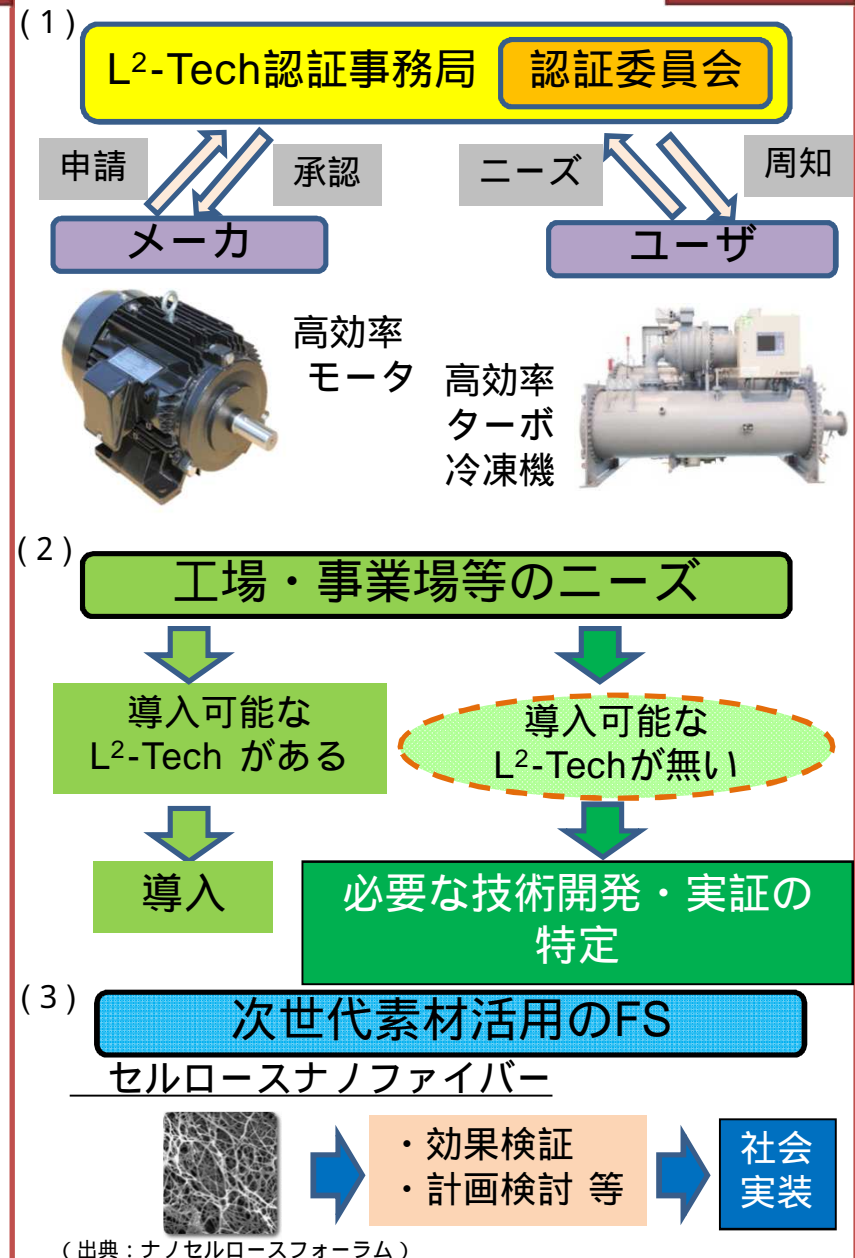 (1)
L²-Tech認証事務局 認証委員会
申請
承認
ニーズ
周知
メーカ
ユーザ
高効率
モータ
高効率
ターボ
冷凍機
(2)
工場・事業場等のニーズ
導入可能な
L²-Tech がある
導入可能な
L²-Techが無い
導入
必要な技術開発・実証の
特定
(3)
次世代素材活用のFS
セルロースナノファイバー
・効果検証
・計画検討 等
社会
実装
(出典:ナノセルロースフォーラム)